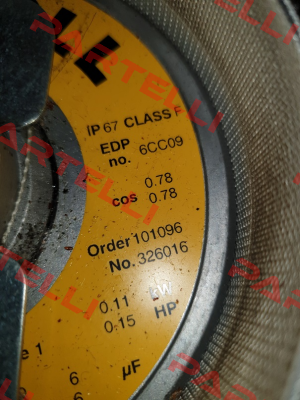 IP 67 CLASS F
EDP
no. 6CC09
0.78
cos 0.78
Order 101096
No. 326016
0.11 kW
0.15 HP
e 1
6 µF
6
PARTELLI
PARTELLI
PARTELLI
PARTELLI